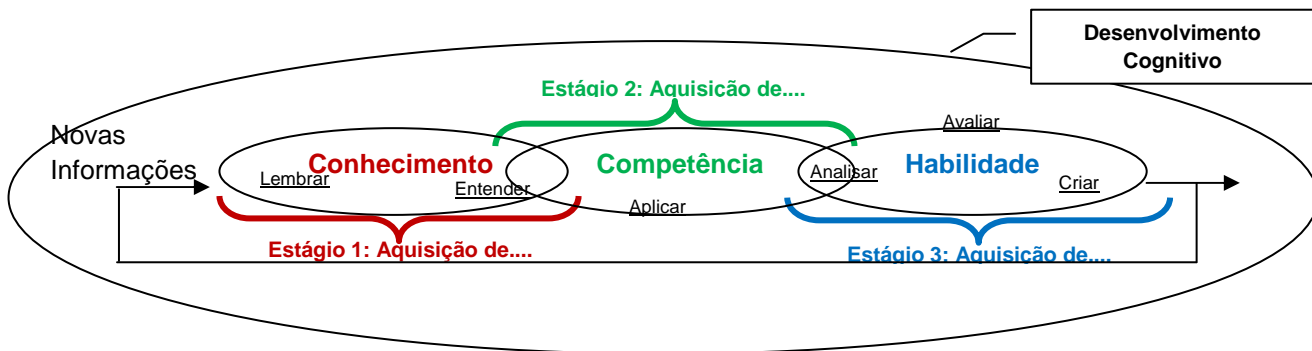 Desenvolvimento
Cognitivo
Estágio 2: Aquisição de....
Novas
Informações
Avaliar
Conhecimento
Competência
Habilidade
Lembrar
Entender
Analisar
Criar
Aplicar
Estágio 1: Aquisição de....
Estágio 3: Aquisição de....